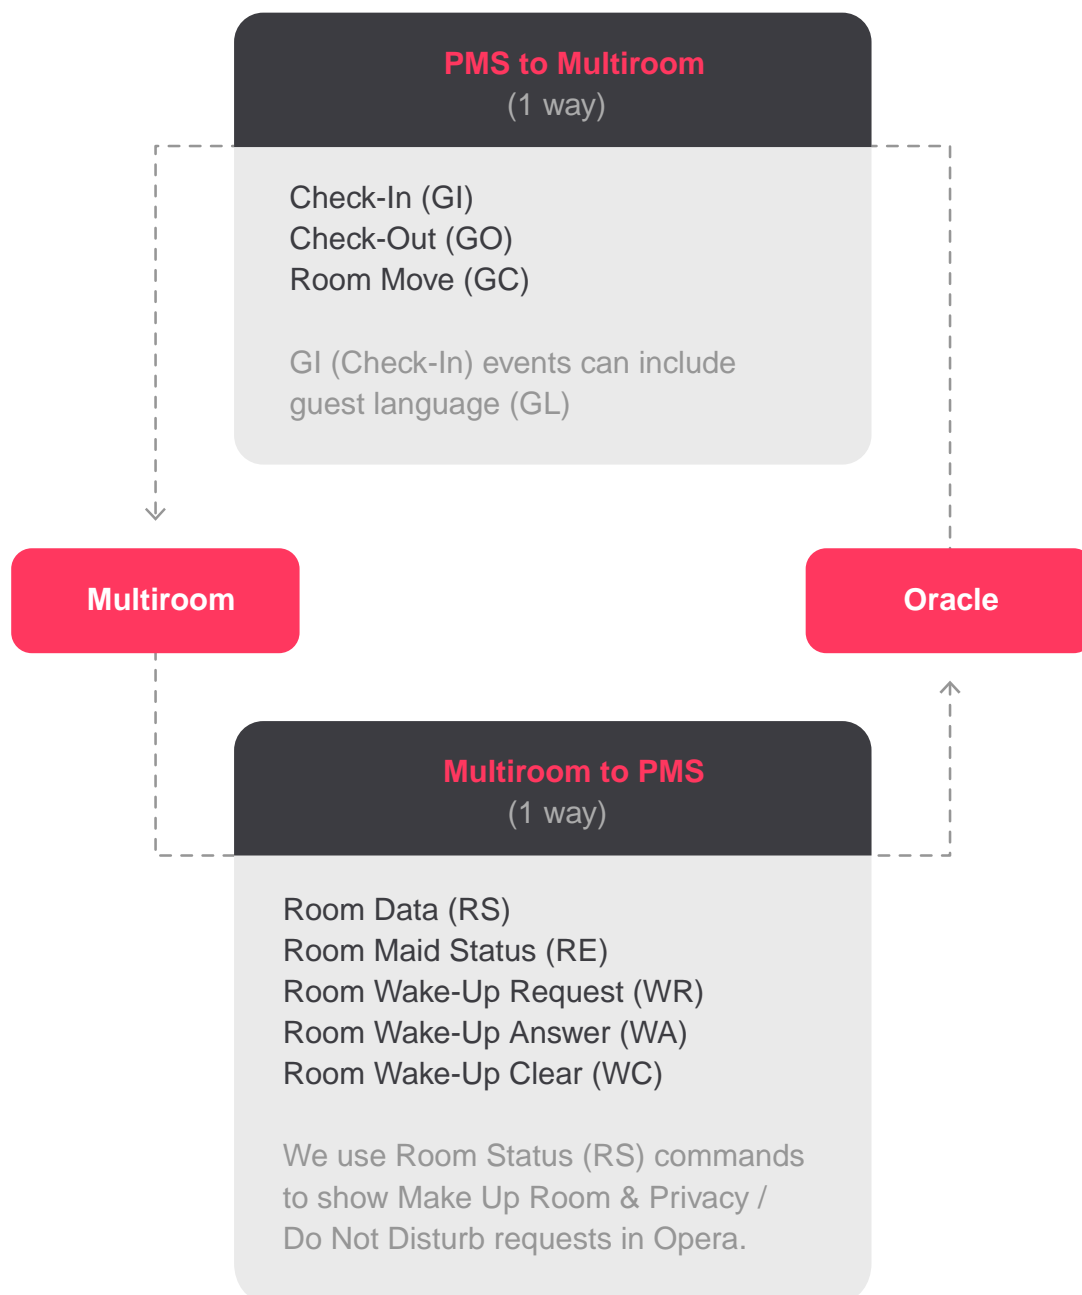 PMS to Multiroom
(1 way)
Check-In (GI)
Check-Out (GO)
Room Move (GC)
GI (Check-In) events can include
guest language (GL)
Multiroom
Oracle
Multiroom to PMS
(1 way)
Room Data (RS)
Room Maid Status (RE)
Room Wake-Up Request (WR)
Room Wake-Up Answer (WA)
Room Wake-Up Clear (WC)
We use Room Status (RS) commands
to show Make Up Room & Privacy /
Do Not Disturb requests in Opera.